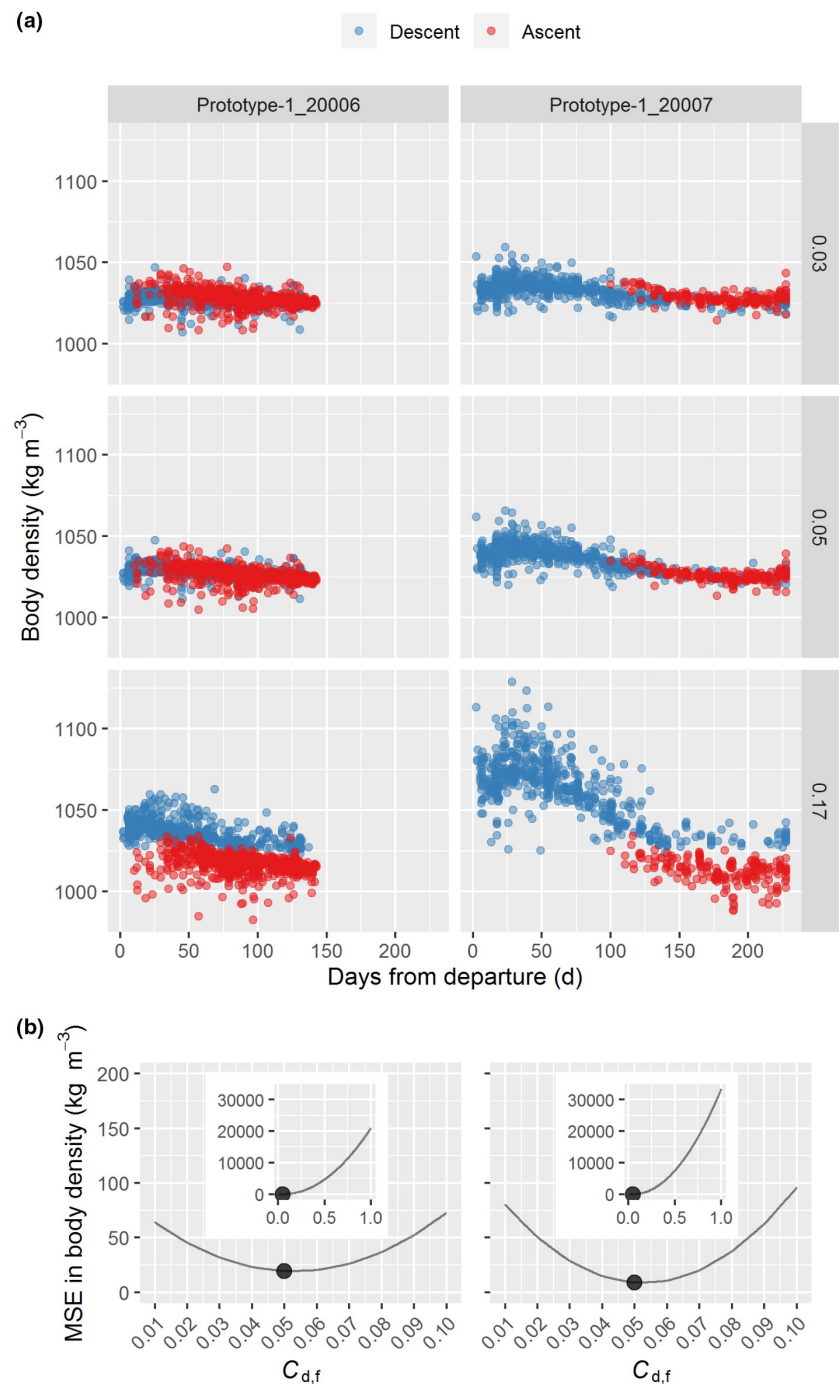 (a)
Descent Ascent
Prototype-1_20006 Prototype-1_20007
1100
1050
1000
0.03
1100
1050
1000
0.05
1100
1050
1000
0.17
Body density (kg m⁻³)
0 50 100 150 200 0 50 100 150 200
Days from departure (d)
(b)
MSE in body density (kg m⁻³)
200
150
100
50
0
30000
20000
10000
0
0.0 0.5 1.0
30000
20000
10000
0
0.0 0.5 1.0
0.01 0.02 0.03 0.04 0.05 0.06 0.07 0.08 0.09 0.10
0.01 0.02 0.03 0.04 0.05 0.06 0.07 0.08 0.09 0.10
C d,f C d,f